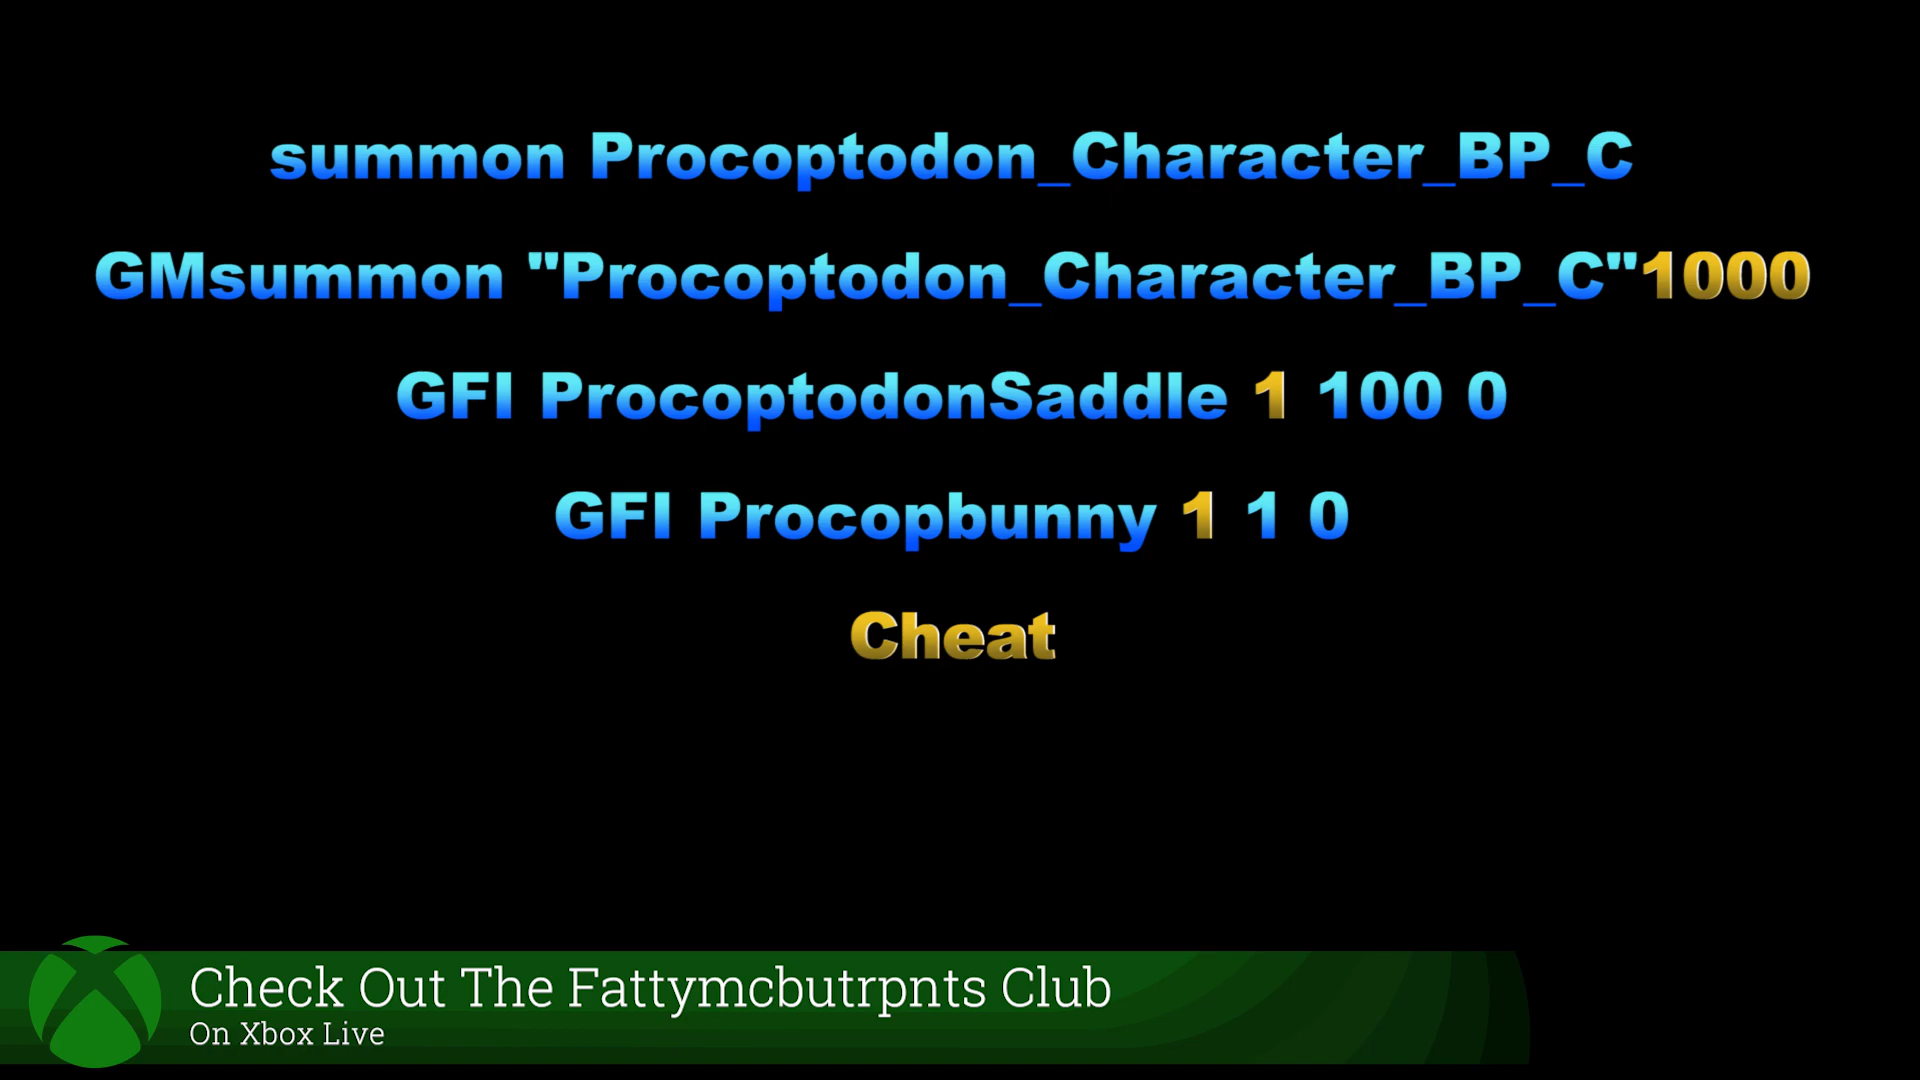 summon Procoptodon_Character_BP_C
GMsummon "Procoptodon_Character_BP_C"1000
GFI ProcoptodonSaddle 1 100 0
GFI Procopbunny 1 1 0
Cheat
Check Out The Fattymcbutrpnts Club
On Xbox Live